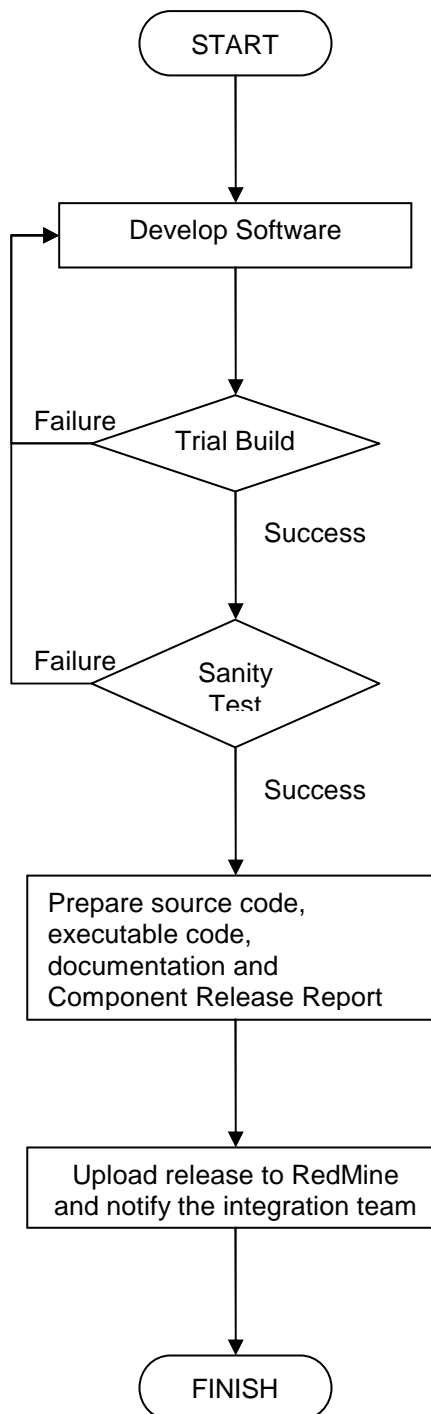 START
Develop Software
Failure
Trial Build
Success
Failure
Sanity
Test
Success
Prepare source code,
executable code,
documentation and
Component Release Report
Upload release to RedMine
and notify the integration team
FINISH